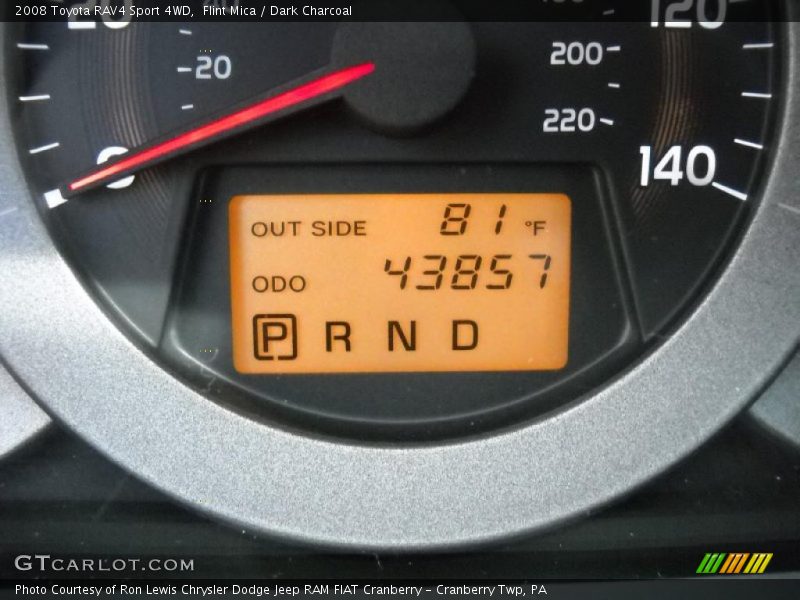 2008 Toyota RAV4 Sport 4WD,  Flint Mica / Dark Charcoal
120
20
200
220
0
140
OUT SIDE 81 °F
ODO 43857
P R N D
GTCARLOT.COM
Photo Courtesy of Ron Lewis Chrysler Dodge Jeep RAM FIAT Cranberry – Cranberry Twp, PA